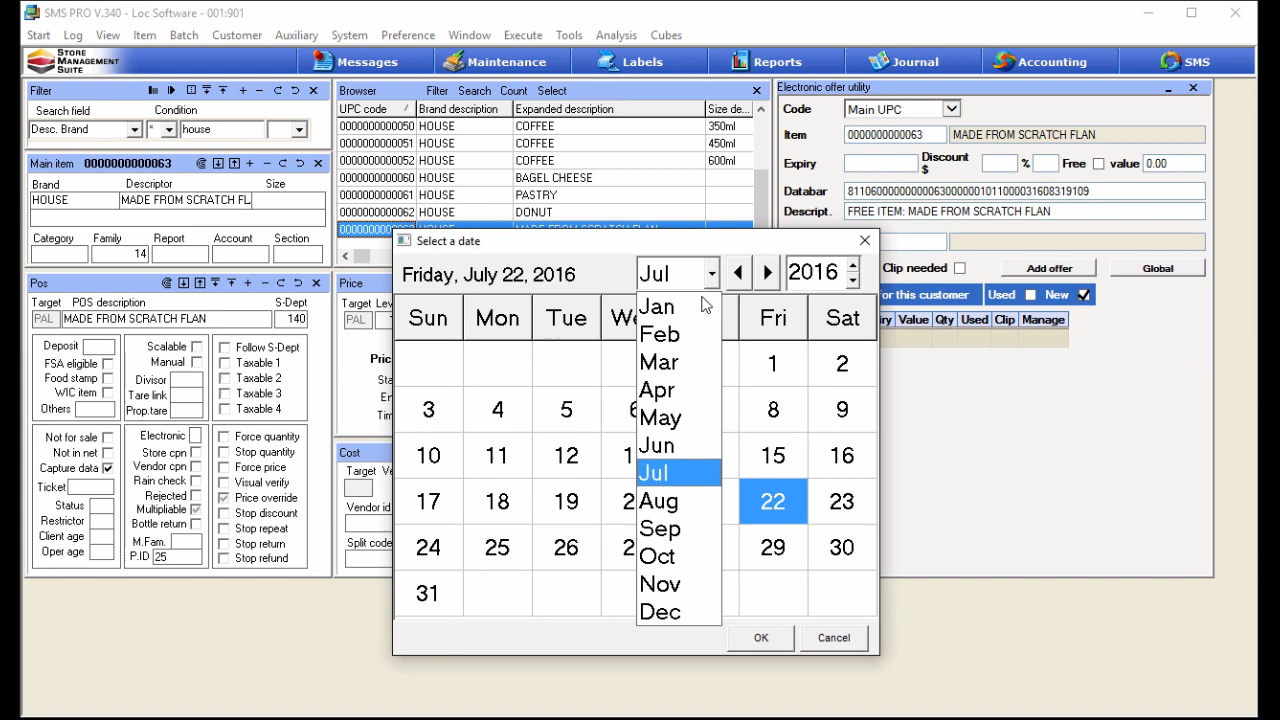 SMS PRO V.340 - Loc Software - 001:901
Start Log View Item Batch Customer Auxiliary System Preference Window Execute Tools Analysis Cubes
STORE MANAGEMENT SUITE Messages Maintenance Labels Reports Journal Accounting SMS
Filter
Search field Condition
Desc. Brand * house
Main item 0000000000063
Brand Descriptor Size
HOUSE MADE FROM SCRATCH FL
Category Family Report Account Section
14
Pos
Target POS description S-Dept
PAL MADE FROM SCRATCH FLAN 140
Deposit Scalable Follow S-Dept
FSA eligible Manual Taxable 1
Food stamp Divisor Taxable 2
WIC item Tare link Taxable 3
Others Prop.tare Taxable 4
Not for sale Electronic Force quantity
Not in net Store cpn Stop quantity
Capture data Vendor cpn Force price
Ticket Rain check Visual verify
Status Rejected Price override
Restrictor Multipliable Stop discount
Client age Bottle return Stop repeat
Oper age M.Fam. Stop return
P.ID 25 Stop refund
Browser Filter Search Count Select
UPC code Brand description Expanded description Size de...
0000000000050 HOUSE COFFEE 350ml
0000000000051 HOUSE COFFEE 450ml
0000000000052 HOUSE COFFEE 600ml
0000000000060 HOUSE BAGEL CHEESE
0000000000061 HOUSE PASTRY
0000000000062 HOUSE DONUT
Price
Target Le
PAL
Pric
Sta
En
Tim
Cost
Target Ve
Vendor id
Split code
Electronic offer utility
Code Main UPC
Item 0000000000063 MADE FROM SCRATCH FLAN
Expiry Discount $ % Free value 0.00
Databar 8110600000000063000000101100003160831910​9
Descript. FREE ITEM: MADE FROM SCRATCH FLAN
Clip needed Add offer Global
for this customer Used New
iry Value Qty Used Clip Manage
Select a date
Friday, July 22, 2016 Jul 2016
Sun Mon Tue We Fri Sat
1 2
3 4 5 6 8 9
10 11 12 1 15 16
17 18 19 2 22 23
24 25 26 2 29 30
31
Jan
Feb
Mar
Apr
May
Jun
Jul
Aug
Sep
Oct
Nov
Dec
OK Cancel